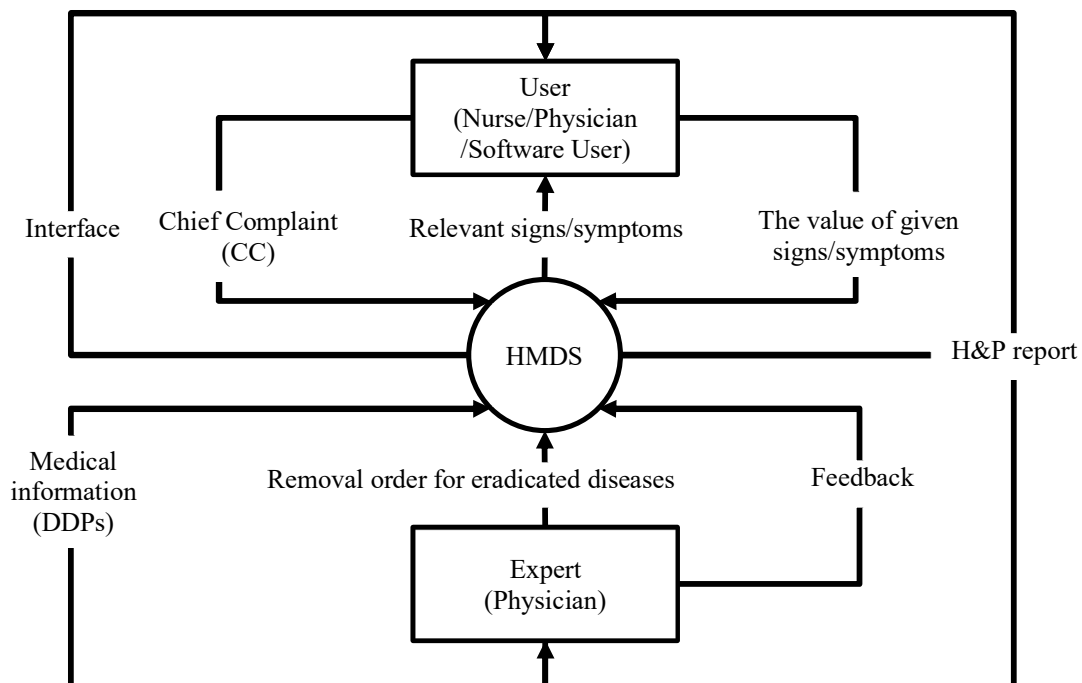 User
(Nurse/Physician
/Software User)
Interface
Chief Complaint
(CC)
Relevant signs/symptoms
The value of given
signs/symptoms
HMDS
H&P report
Medical
information
(DDPs)
Removal order for eradicated diseases
Feedback
Expert
(Physician)